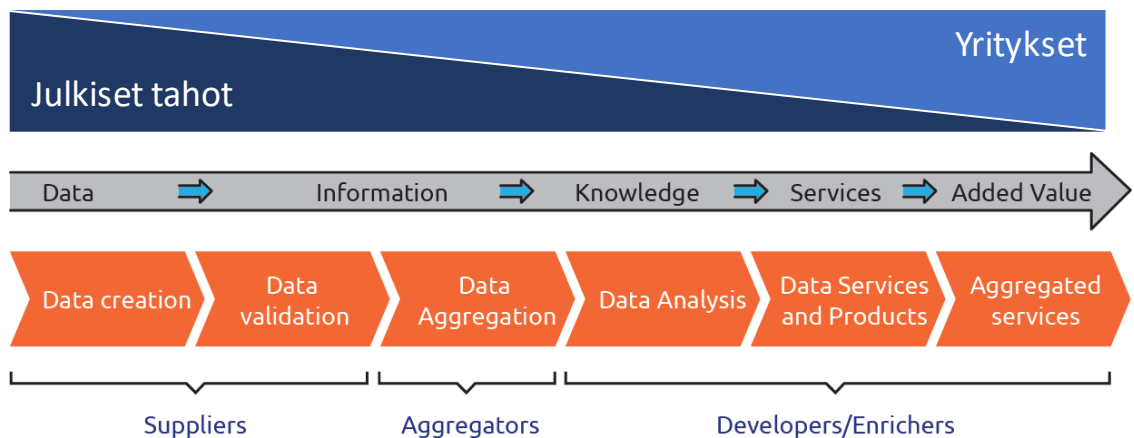 Yritykset
Julkiset tahot
Data
Information
Knowledge
Services
Added Value
Data creation
Data
validation
Data
Aggregation
Data Analysis
Data Services
and Products
Aggregated
services
Suppliers
Aggregators
Developers/Enrichers